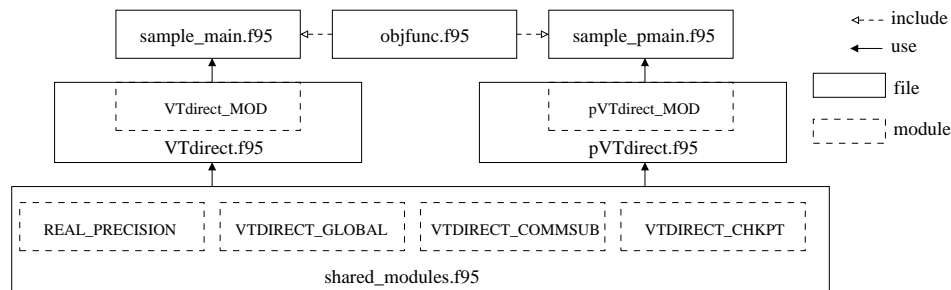 sample_main.f95 objfunc.f95 sample_pmain.f95
include
use
file
module
VTdirect_MOD pVTdirect_MOD
VTdirect.f95 pVTdirect.f95
REAL_PRECISION VTDIRECT_GLOBAL VTDIRECT_COMMSUB VTDIRECT_CHKPT
shared_modules.f95